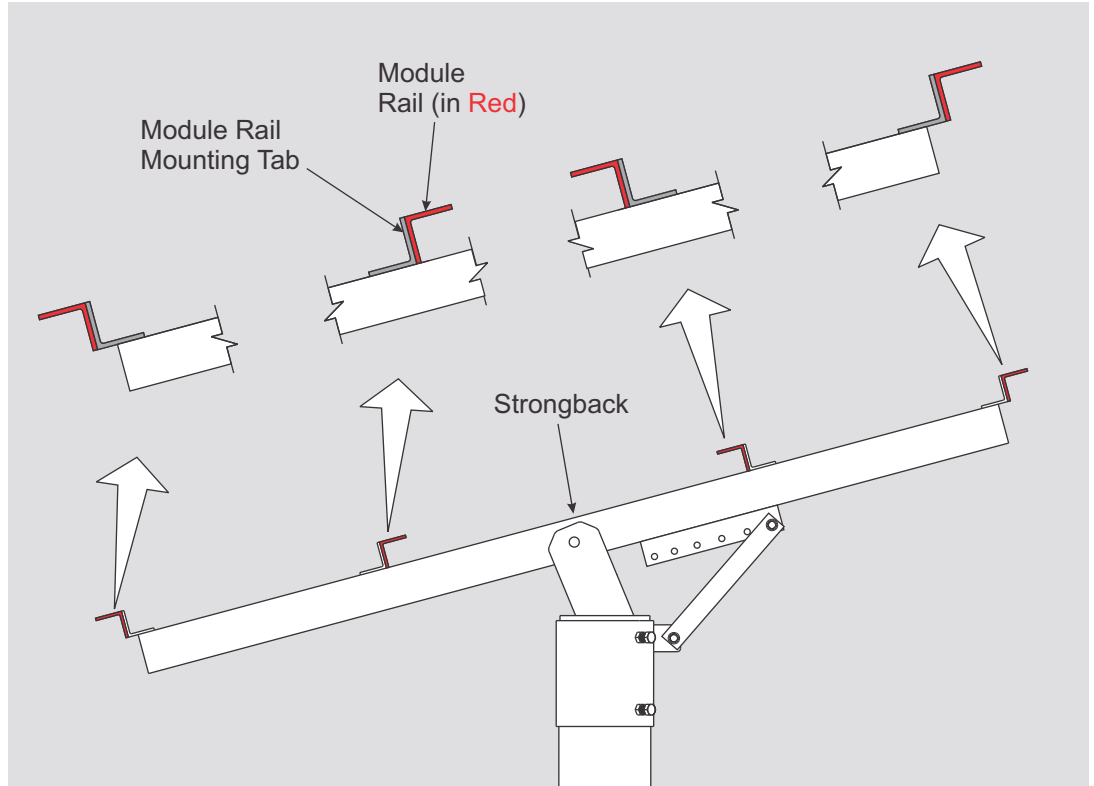 Module
Rail (in Red)
Module Rail
Mounting Tab
Strongback